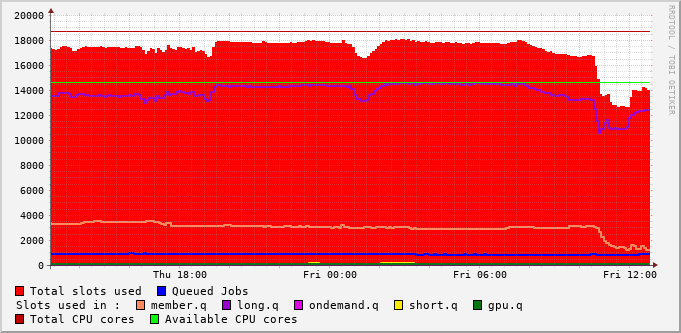 20000
18000
16000
14000
12000
10000
8000
6000
4000
2000
0
Thu 18:00 Fri 00:00 Fri 06:00 Fri 12:00
RRDTOOL / TOBI OETIKER
Total slots used Queued Jobs
Slots used in : member.q long.q ondemand.q short.q gpu.q
Total CPU cores Available CPU cores